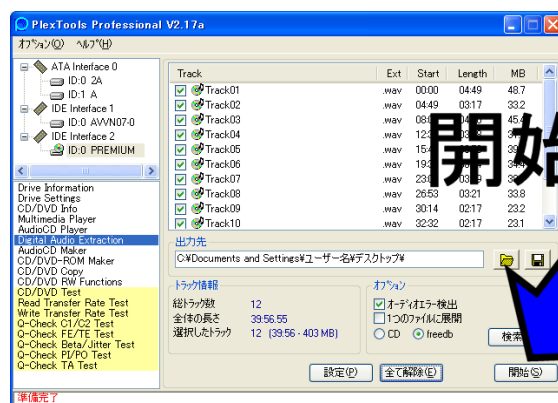 PlexTools Professional V2.17a
オプション(O) ヘルプ(H)
ATA Interface 0
ID:0 2A
ID:1 A
IDE Interface 1
ID:0 AVVN07-0
IDE Interface 2
ID:0 PREMIUM
Drive Information
Drive Settings
CD/DVD Info
Multimedia Player
AudioCD Player
Digital Audio Extraction
AudioCD Maker
CD/DVD-ROM Maker
CD/DVD Copy
CD/DVD RW Functions
CD/DVD Test
Read Transfer Rate Test
Write Transfer Rate Test
Q-Check C1/C2 Test
Q-Check FE/TE Test
Q-Check Beta/Jitter Test
Q-Check PI/PO Test
Q-Check TA Test
Track Ext Start Length MB
Track01 .wav 00:00 04:49 48.7
Track02 .wav 04:49 03:17 33.2
Track03 .wav
Track04 .wav
Track05 .wav
Track06 .wav
Track07 .wav
Track08 .wav 26:53 03:21 33.8
Track09 .wav 30:14 02:17 23.2
Track10 .wav 32:32 02:17 23.1
開始
出力先
C:¥Documents and Settings¥ユーザー名¥デスクトップ¥
トラック情報
総トラック数 12
全体の長さ 39:56.55
選択したトラック 12 (39:56 - 403 MB)
オプション
オーディオエラー検出
1つのファイルに展開
CD freedb
検索
設定(P) 全て解除(E) 開始(S)
準備完了